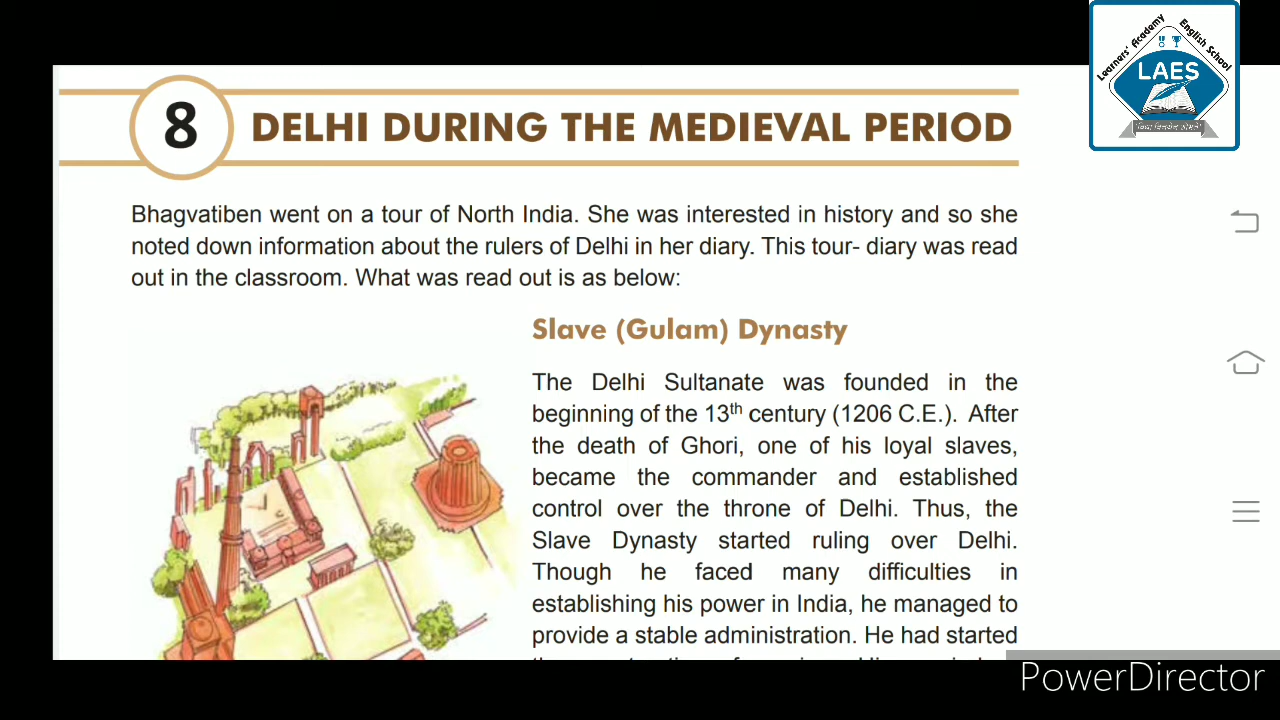 Learners' Academy English School
LAES
8 DELHI DURING THE MEDIEVAL PERIOD
Bhagvatiben went on a tour of North India. She was interested in history and so she
noted down information about the rulers of Delhi in her diary. This tour- diary was read
out in the classroom. What was read out is as below:
Slave (Gulam) Dynasty
The Delhi Sultanate was founded in the
beginning of the 13th century (1206 C.E.). After
the death of Ghori, one of his loyal slaves,
became the commander and established
control over the throne of Delhi. Thus, the
Slave Dynasty started ruling over Delhi.
Though he faced many difficulties in
establishing his power in India, he managed to
provide a stable administration. He had started
PowerDirector